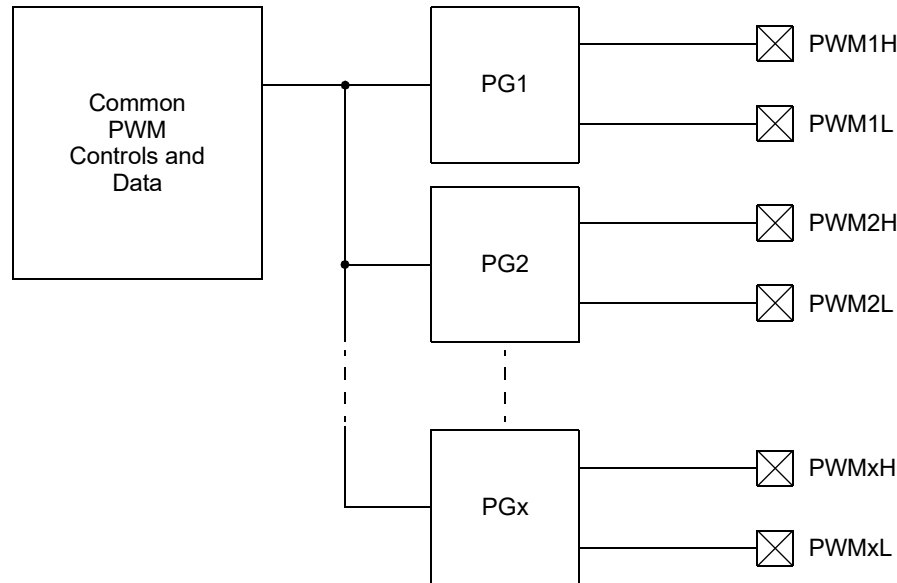 Common
PWM
Controls and
Data
PG1
PWM1H
PWM1L
PG2
PWM2H
PWM2L
PGx
PWMxH
PWMxL